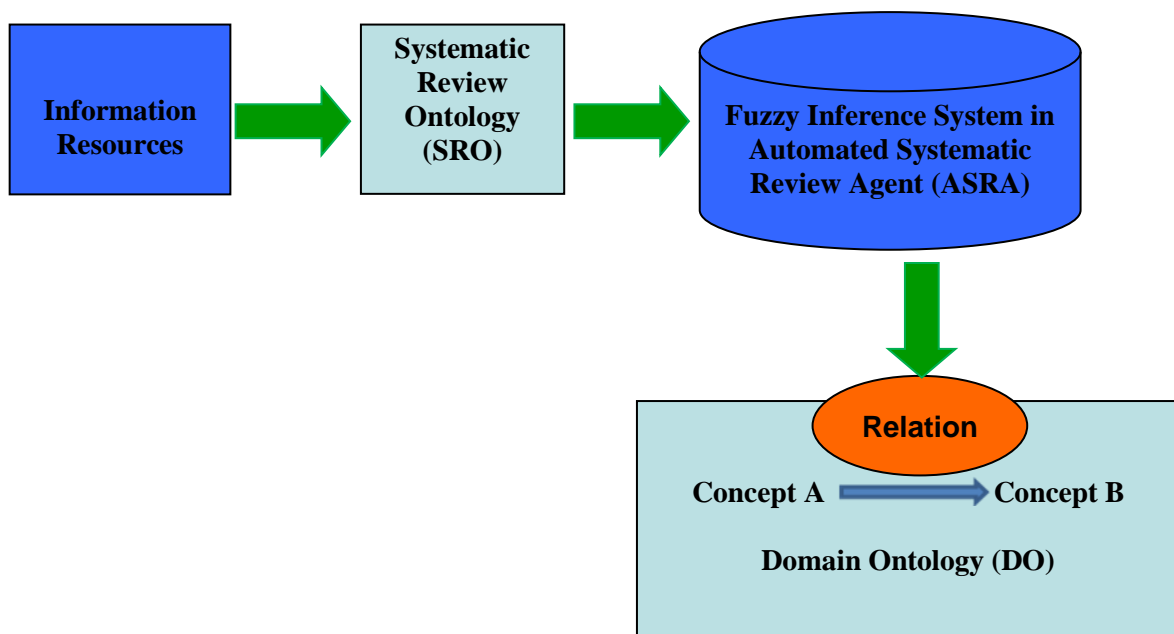 Information
Resources
Systematic
Review
Ontology
(SRO)
Fuzzy Inference System in
Automated Systematic
Review Agent (ASRA)
Relation
Concept A
Concept B
Domain Ontology (DO)